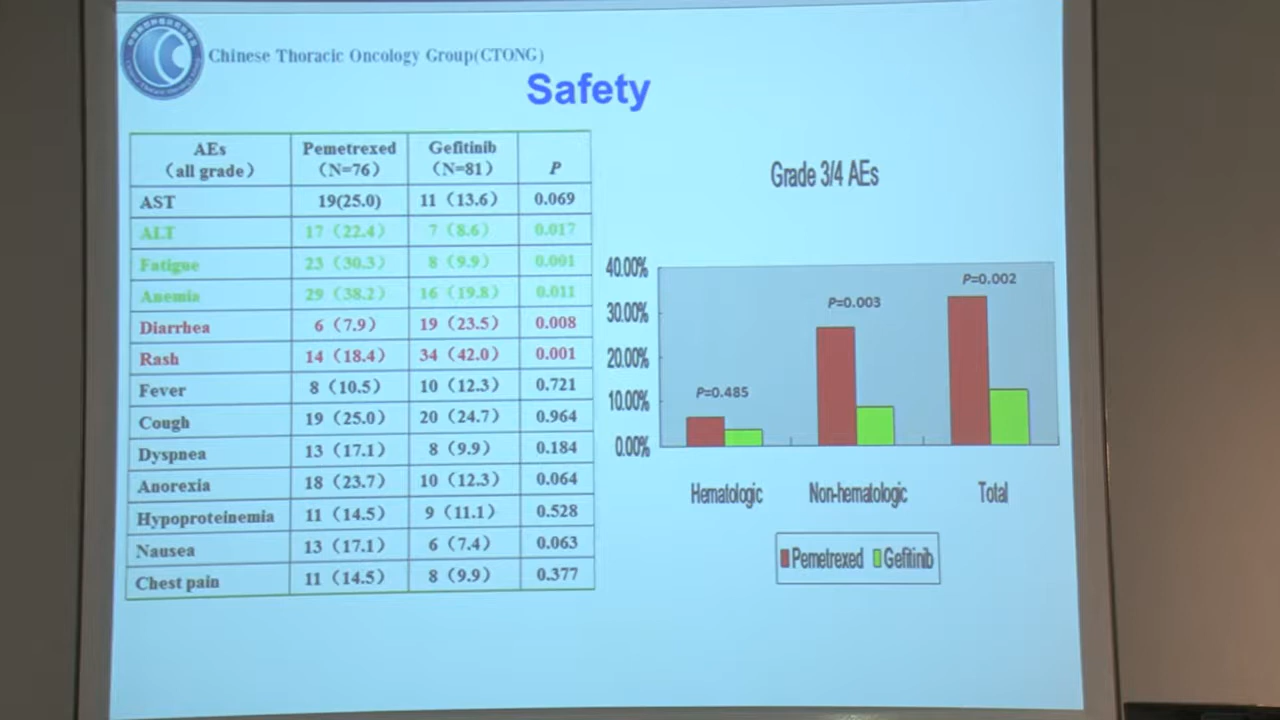 Chinese Thoracic Oncology Group(CTONG)
Safety
AEs (all grade) Pemetrexed (N=76) Gefitinib (N=81) P
AST 19(25.0) 11 (13.6) 0.069
ALT 17 (22.4) 7 (8.6) 0.017
Fatigue 23 (30.3) 8 (9.9) 0.001
Anemia 29 (38.2) 16 (19.8) 0.011
Diarrhea 6 (7.9) 19 (23.5) 0.008
Rash 14 (18.4) 34 (42.0) 0.001
Fever 8 (10.5) 10 (12.3) 0.721
Cough 19 (25.0) 20 (24.7) 0.964
Dyspnea 13 (17.1) 8 (9.9) 0.184
Anorexia 18 (23.7) 10 (12.3) 0.064
Hypoproteinemia 11 (14.5) 9 (11.1) 0.528
Nausea 13 (17.1) 6 (7.4) 0.063
Chest pain 11 (14.5) 8 (9.9) 0.377
Grade 3/4 AEs
40.00%
30.00%
20.00%
10.00%
0.00%
P=0.485
P=0.003
P=0.002
Hematologic Non-hematologic Total
Pemetrexed Gefitinib